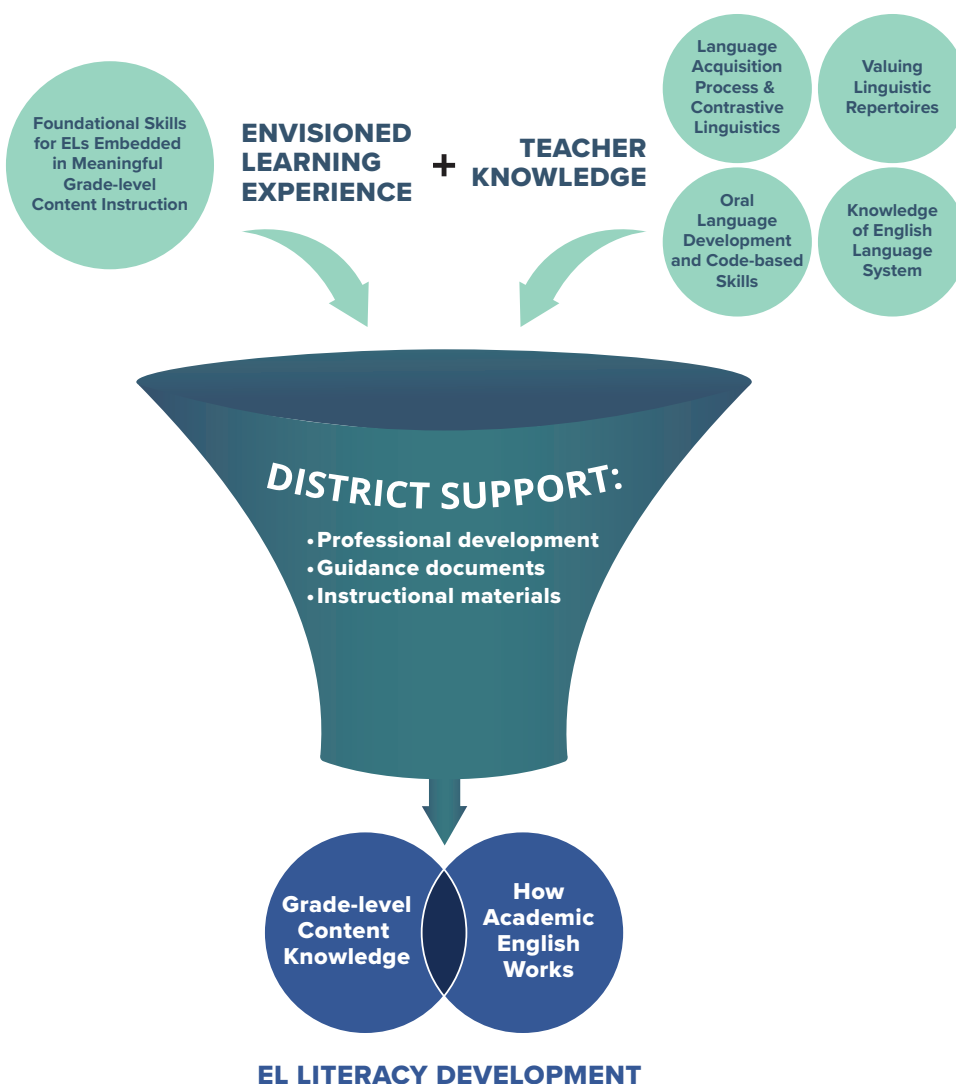 Foundational Skills
for ELs Embedded
in Meaningful
Grade-level
Content Instruction
ENVISIONED
LEARNING
EXPERIENCE
+
TEACHER
KNOWLEDGE
Language
Acquisition
Process &
Contrastive
Linguistics
Valuing
Linguistic
Repertoires
Oral
Language
Development
and Code-based
Skills
Knowledge
of English
Language
System
DISTRICT SUPPORT:
• Professional development
• Guidance documents
• Instructional materials
Grade-level
Content
Knowledge
How
Academic
English
Works
EL LITERACY DEVELOPMENT